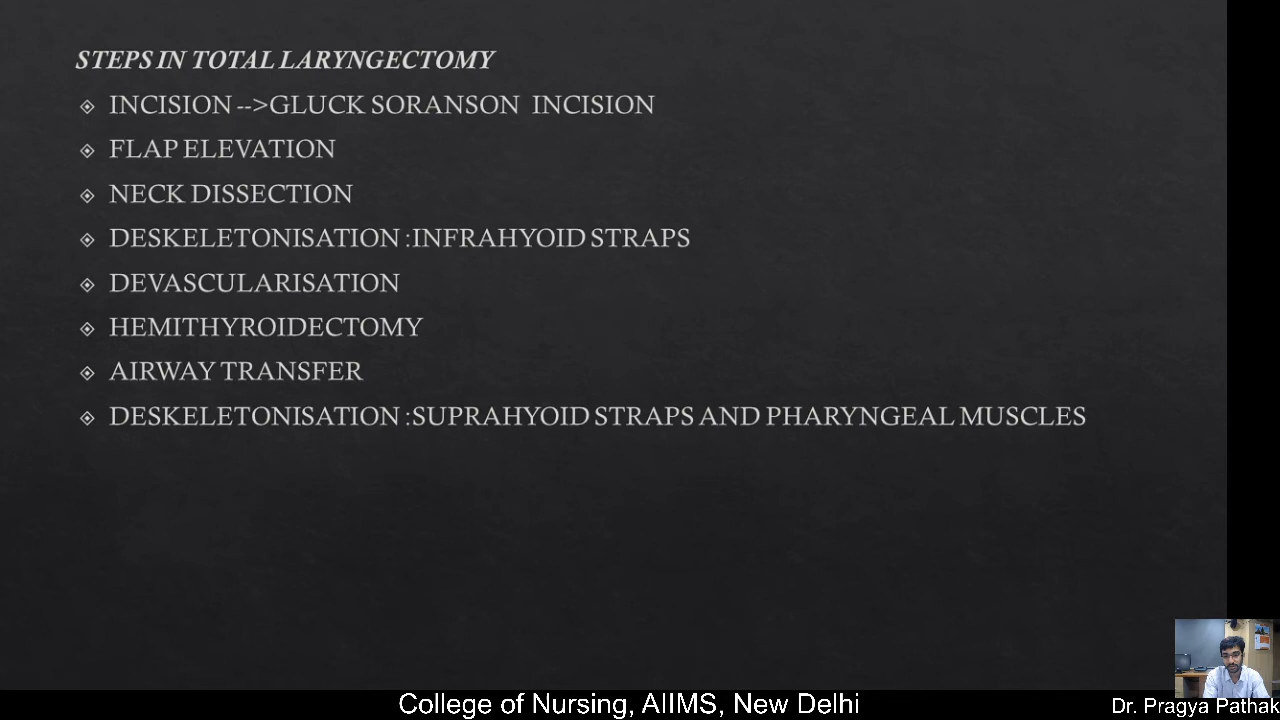 STEPS IN TOTAL LARYNGECTOMY
INCISION -->GLUCK SORANSON INCISION
FLAP ELEVATION
NECK DISSECTION
DESKELETONISATION :INFRAHYOID STRAPS
DEVASCULARISATION
HEMITHYROIDECTOMY
AIRWAY TRANSFER
DESKELETONISATION :SUPRAHYOID STRAPS AND PHARYNGEAL MUSCLES
College of Nursing, AIIMS, New Delhi
Dr. Pragya Pathak